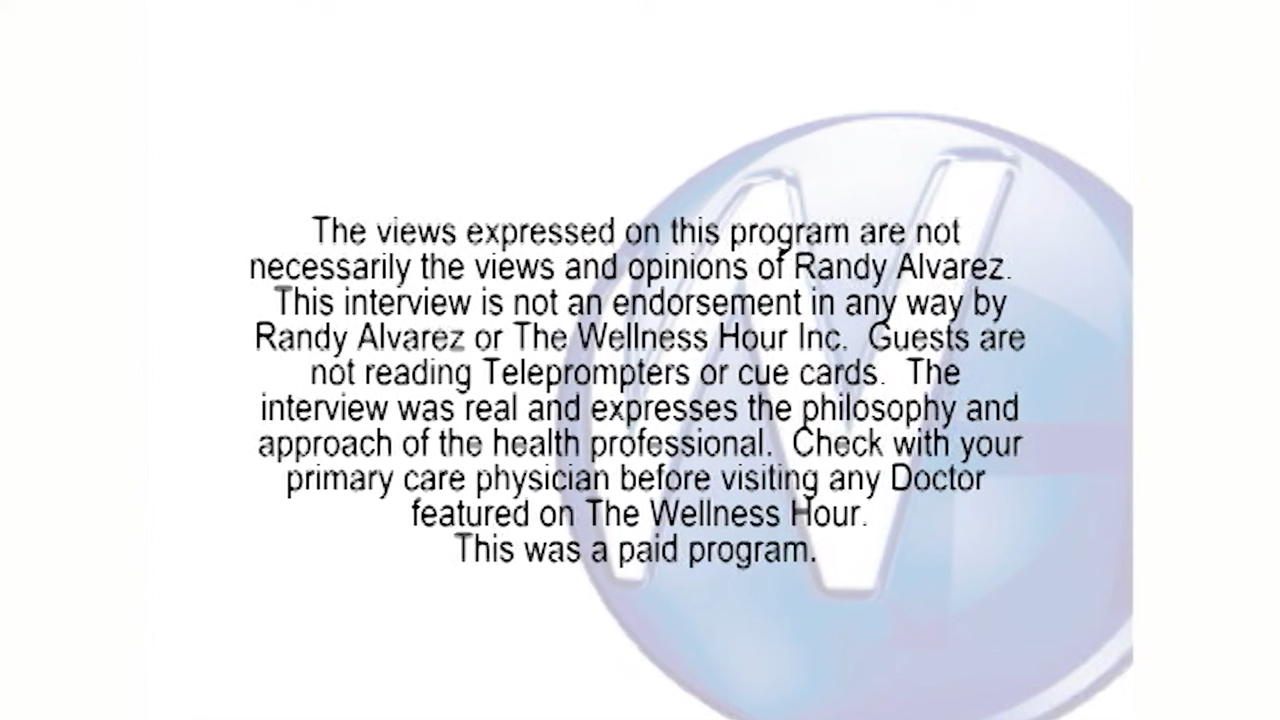 The views expressed on this program are not
necessarily the views and opinions of Randy Alvarez.
This interview is not an endorsement in any way by
Randy Alvarez or The Wellness Hour Inc.  Guests are
not reading Teleprompters or cue cards.  The
interview was real and expresses the philosophy and
approach of the health professional.  Check with your
primary care physician before visiting any Doctor
featured on The Wellness Hour.
This was a paid program.